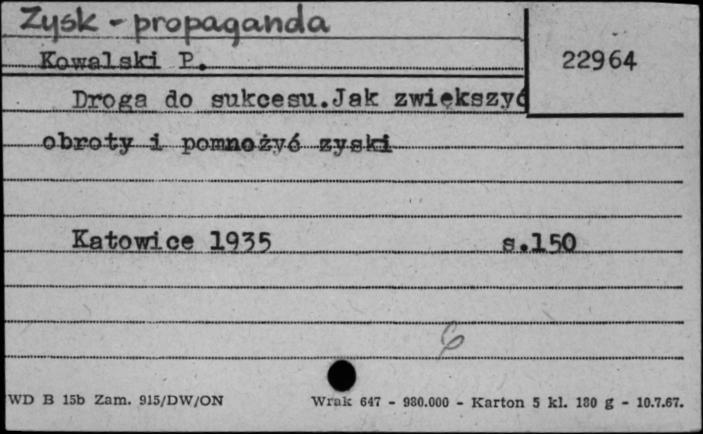 Zysk - propaganda
Kowalski P.
22964
Droga do sukcesu.Jak zwiększyć
obroty i pomnożyć zyski
Katowice 1935 s.150
6
WD B 15b Zam. 915/DW/ON Wrak 647 - 980.000 - Karton 5 kl. 180 g - 10.7.67.